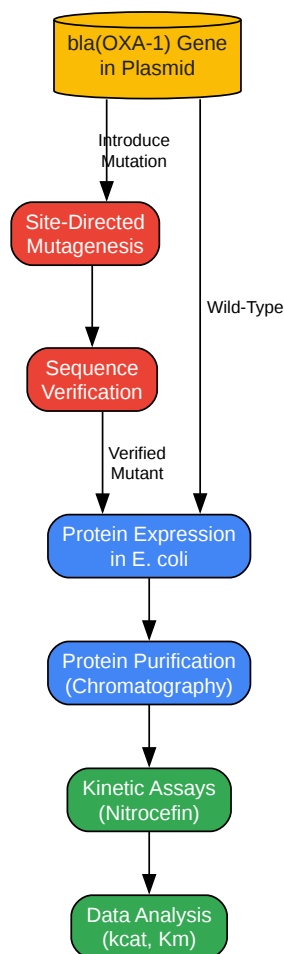 bla(OXA-1) Gene
in Plasmid
Introduce
Mutation
Site-Directed
Mutagenesis
Wild-Type
Sequence
Verification
Verified
Mutant
Protein Expression
in E. coli
Protein Purification
(Chromatography)
Kinetic Assays
(Nitrocefin)
Data Analysis
(kcat, Km)